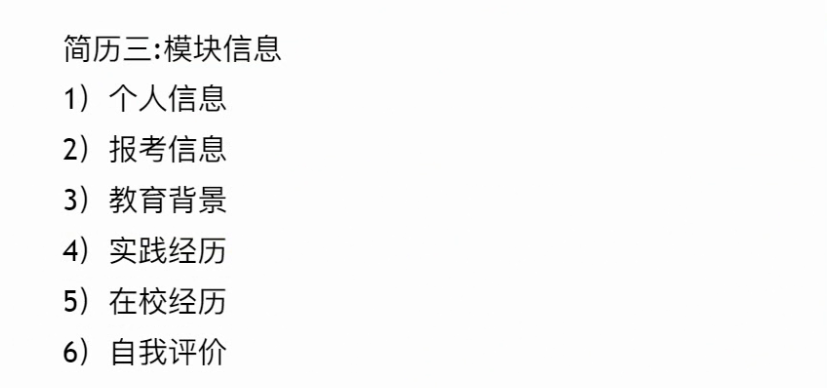 简历三:模块信息
1）个人信息
2）报考信息
3）教育背景
4）实践经历
5）在校经历
6）自我评价